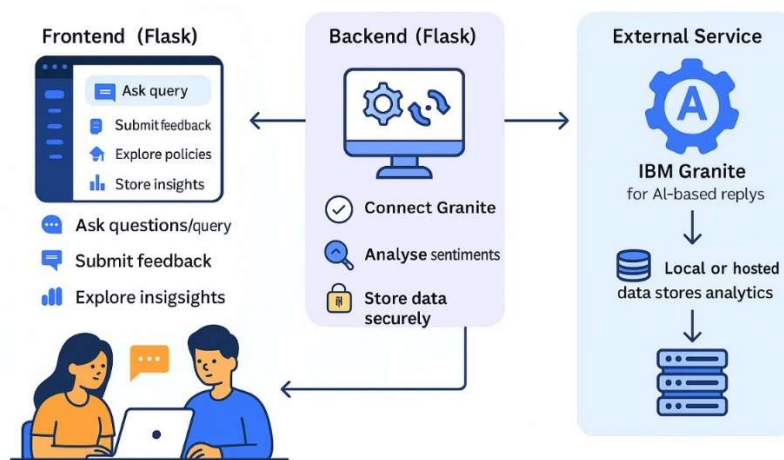 Frontend (Flask)
Ask query
Submit feedback
Explore policies
Store insights
Ask questions/query
Submit feedback
Explore insigsights
Backend (Flask)
Connect Granite
Analyse sentiments
Store data
securely
External Service
A
IBM Granite
for AI-based replys
Local or hosted
data stores analytics